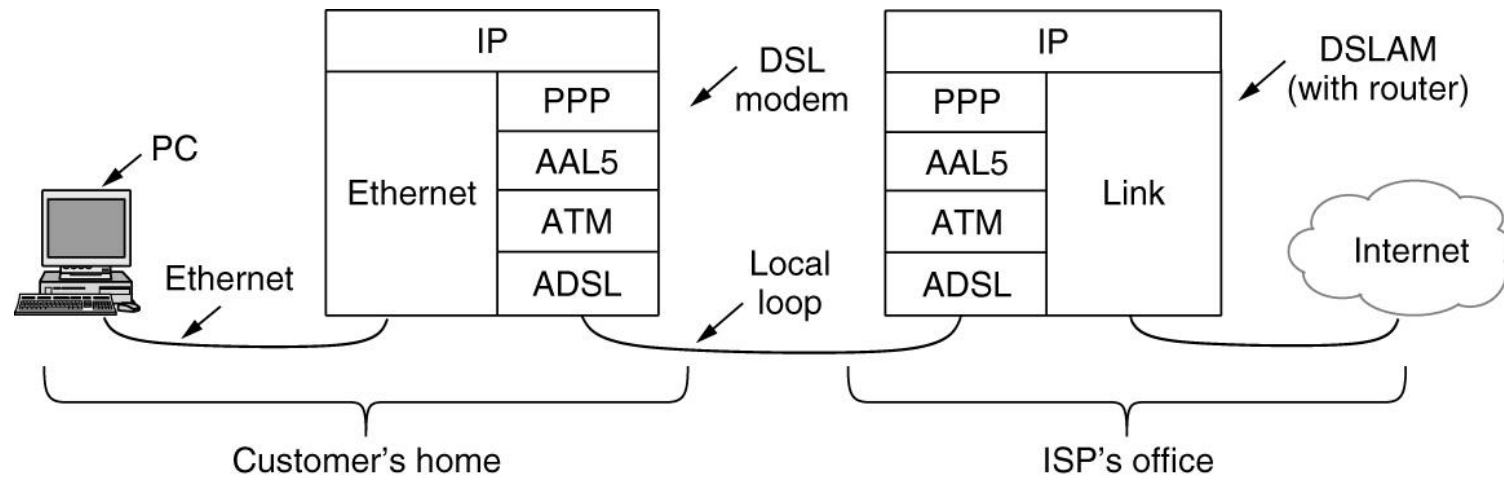 IP
IP
DSL
modem
DSLAM
(with router)
PPP
PPP
PC
AAL5
AAL5
Ethernet
Link
ATM
ATM
Internet
Ethernet
Local
loop
ADSL
ADSL
Customer's home
ISP's office